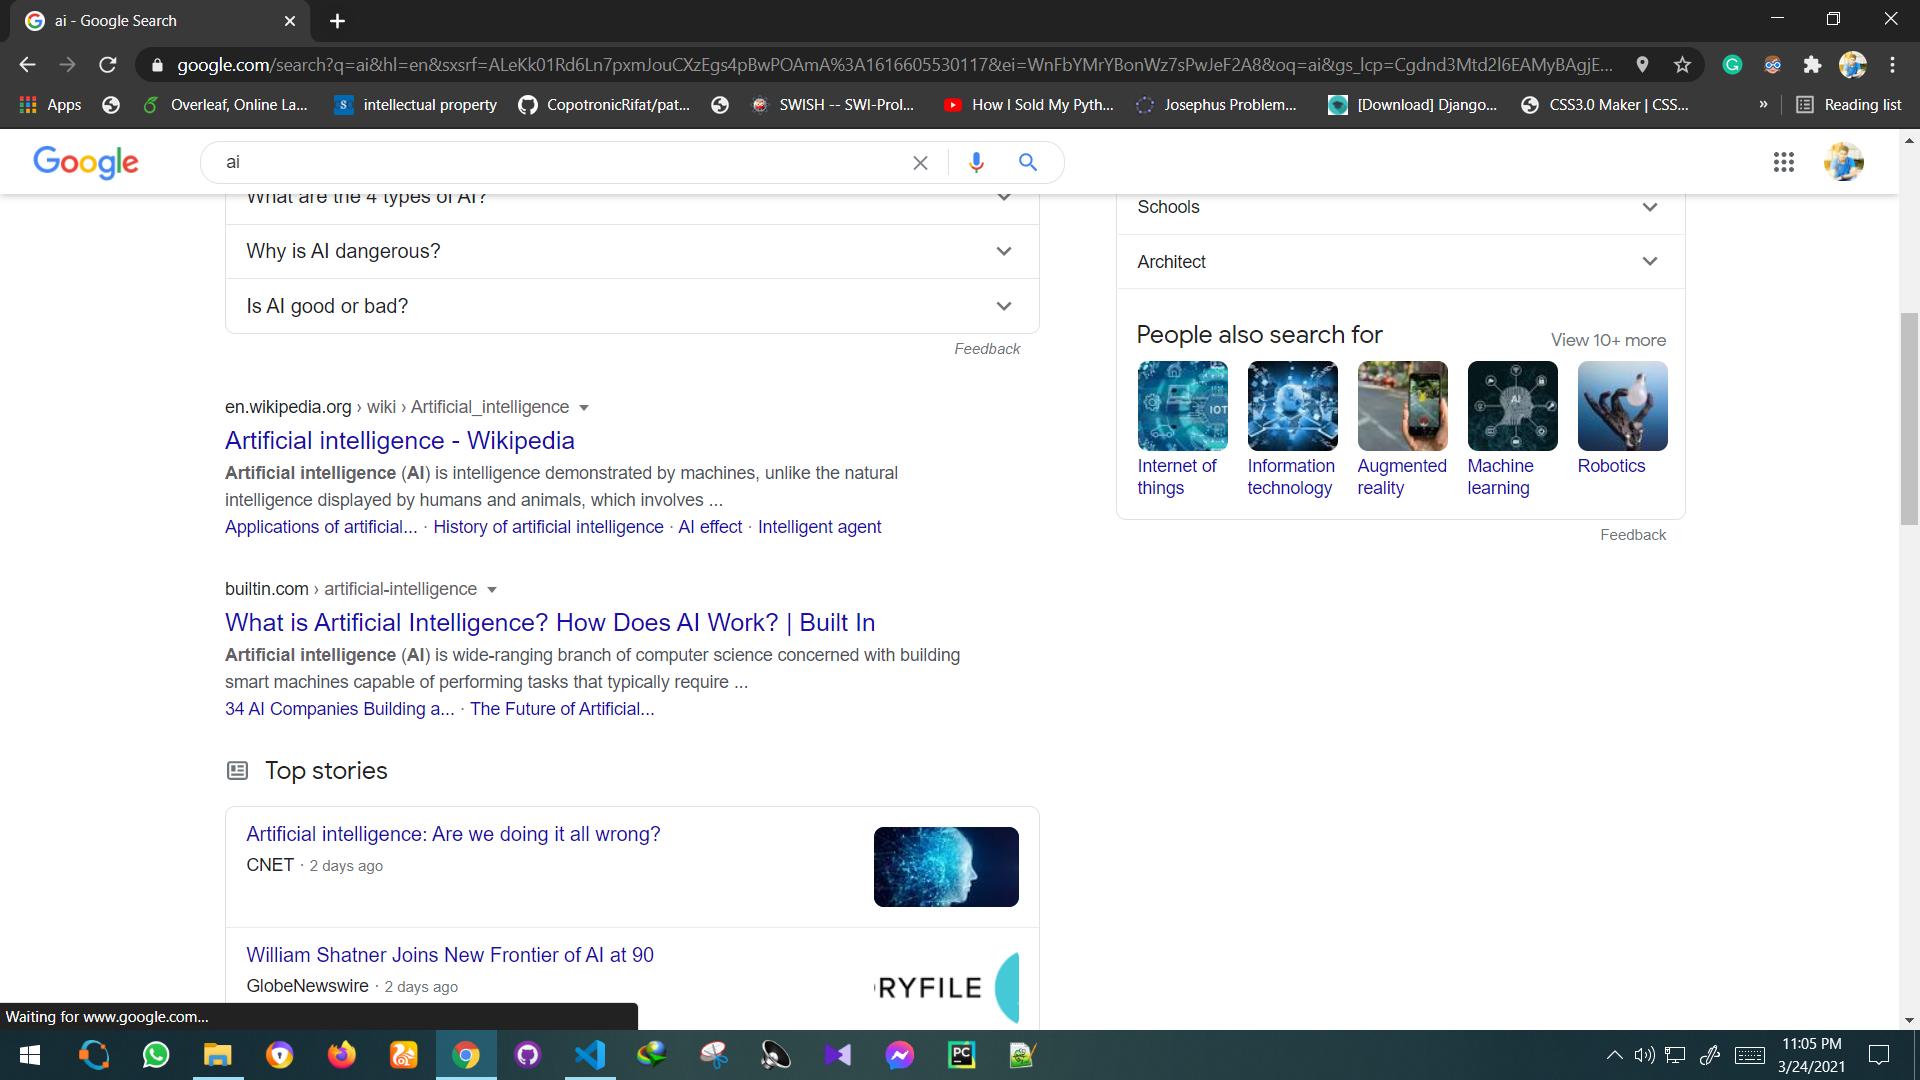 ai - Google Search
google.com/search?q=ai&hl=en&sxsrf=ALeKk01Rd6Ln7pxmJouCXzEgs4pBwPOAmA%3A1616605530117&ei=WnFbYMrYBonWz7sPwJeF2A8&oq=ai&gs_lcp=Cgdnd3Mtd2l6EAMyBAgjE...
Apps
Overleaf, Online La...
intellectual property
CopotronicRifat/pat...
SWISH -- SWI-Prol...
How I Sold My Pyth...
Josephus Problem...
[Download] Django...
CSS3.0 Maker | CSS...
»
Reading list
Google
ai
What are the 4 types of AI?
Why is AI dangerous?
Is AI good or bad?
Feedback
en.wikipedia.org › wiki › Artificial_intelligence
Artificial intelligence - Wikipedia
Artificial intelligence (AI) is intelligence demonstrated by machines, unlike the natural
intelligence displayed by humans and animals, which involves ...
Applications of artificial... · History of artificial intelligence · AI effect · Intelligent agent
builtin.com › artificial-intelligence
What is Artificial Intelligence? How Does AI Work? | Built In
Artificial intelligence (AI) is wide-ranging branch of computer science concerned with building
smart machines capable of performing tasks that typically require ...
34 AI Companies Building a... · The Future of Artificial...
Top stories
Artificial intelligence: Are we doing it all wrong?
CNET · 2 days ago
William Shatner Joins New Frontier of AI at 90
GlobeNewswire · 2 days ago
RYFILE
Schools
Architect
People also search for
View 10+ more
IOT
AI
Internet of
things
Information
technology
Augmented
reality
Machine
learning
Robotics
Feedback
Waiting for www.google.com...
PC
11:05 PM
3/24/2021